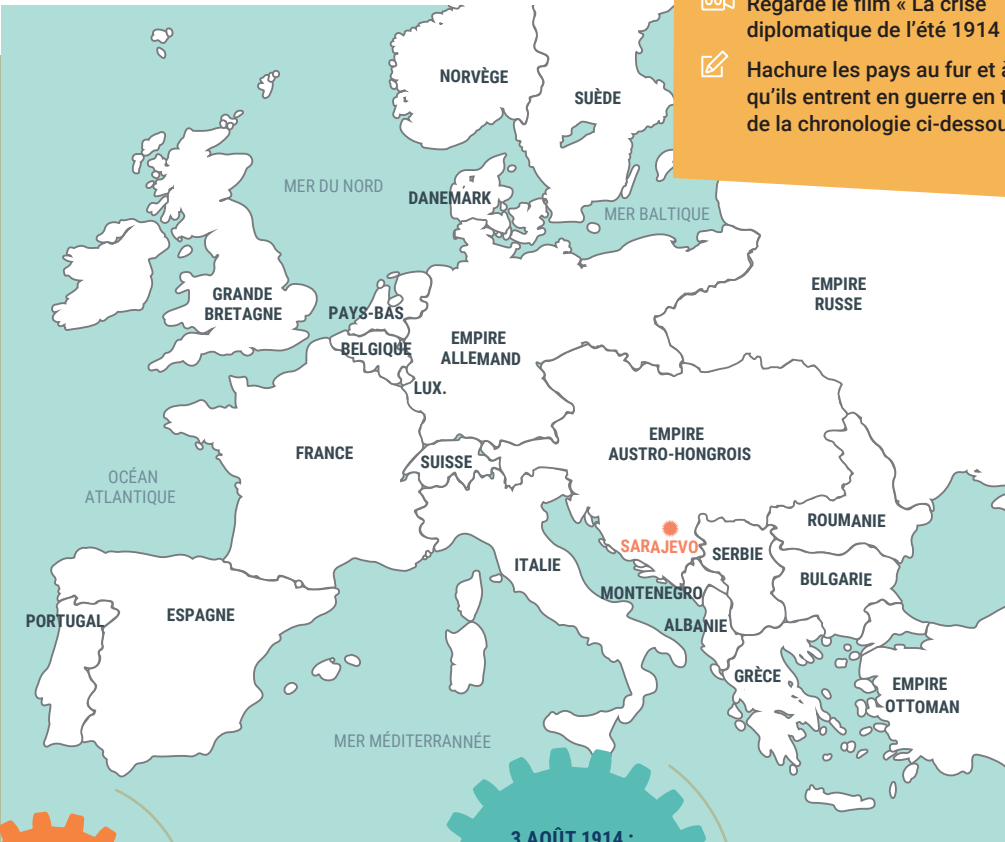 Regarde le film « La crise
diplomatique de l'été 1914
Hachure les pays au fur et à
qu'ils entrent en guerre en
de la chronologie
NORVÈGE
SUÈDE
MER DU NORD
DANEMARK
MER BALTIQUE
EMPIRE
RUSSE
GRANDE
BRETAGNE
PAYS-BAS
BELGIQUE
EMPIRE
ALLEMAND
LUX.
FRANCE
SUISSE
EMPIRE
AUSTRO-HONGROIS
OCÉAN
ATLANTIQUE
ROUMANIE
SARAJEVO
SERBIE
ITALIE
BULGARIE
MONTENEGRO
PORTUGAL
ESPAGNE
ALBANIE
GRÈCE
EMPIRE
OTTOMAN
MER MÉDITERRANNÉE
3 AOÛT 1914 :